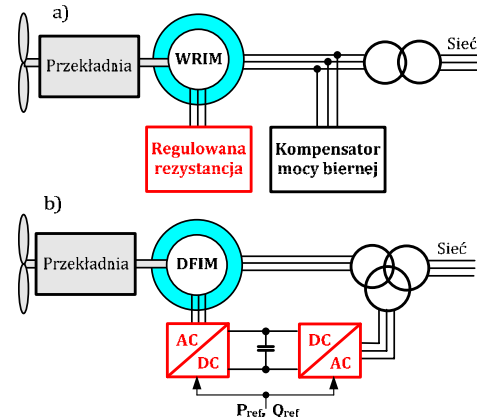 a)
Przekładnia
WRIM
Sieć
Regulowana
rezystancja
Kompensator
mocy biernej
b)
Przekładnia
DFIM
Sieć
AC
DC
DC
AC
Pref, Qref